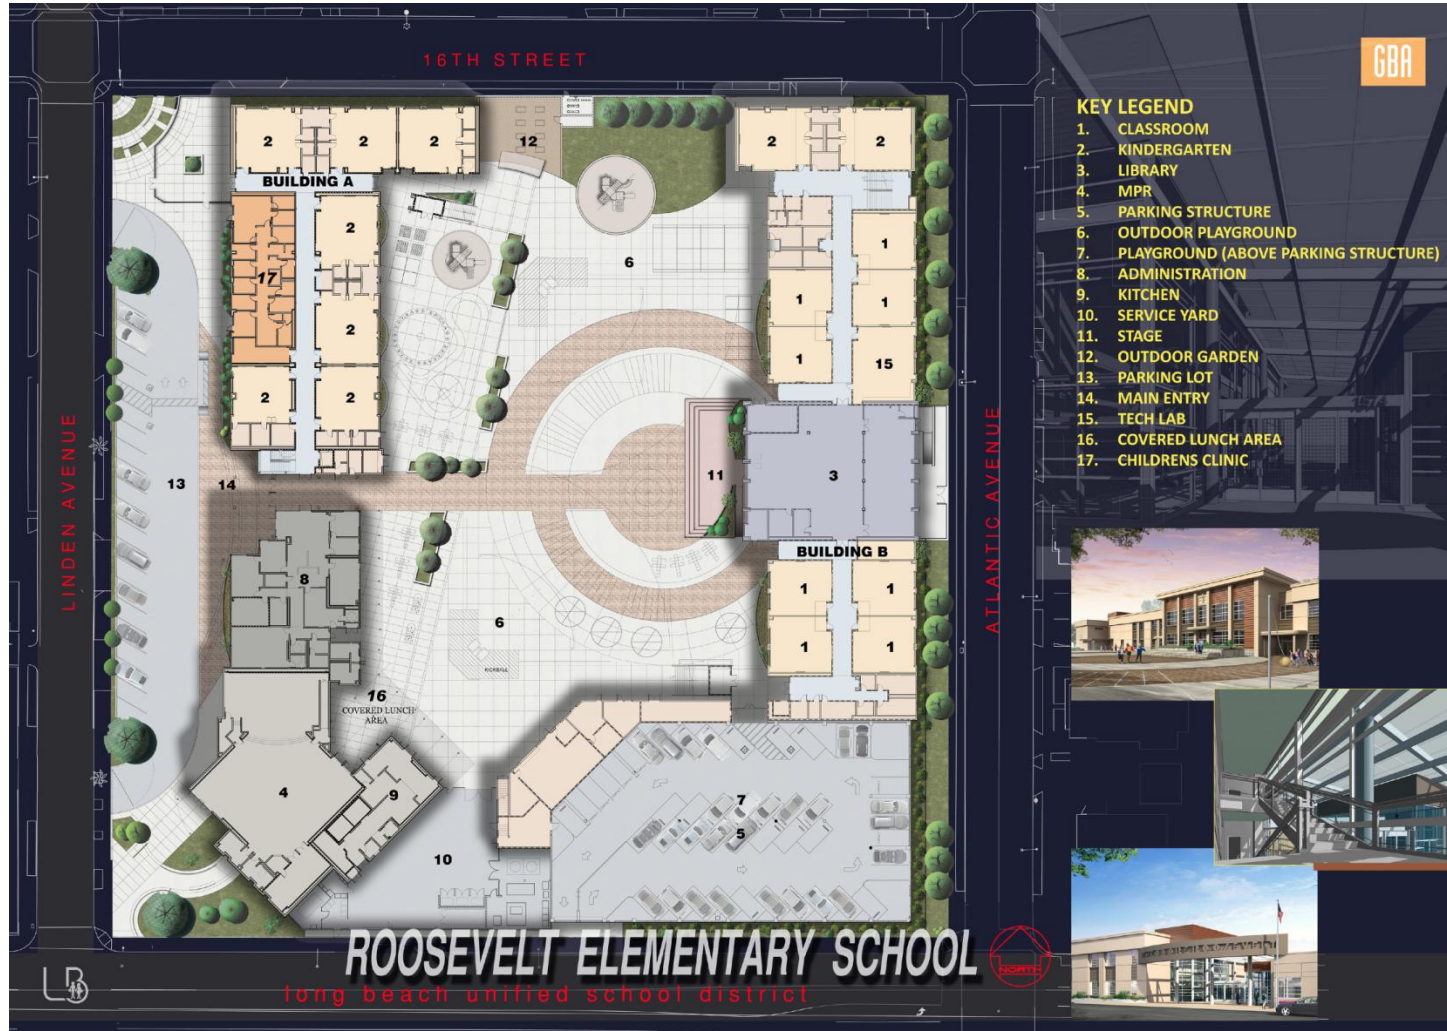 16TH STREET
GBA
KEY LEGEND
1. CLASSROOM
2. KINDERGARTEN
3. LIBRARY
4. MPR
5. PARKING STRUCTURE
6. OUTDOOR PLAYGROUND
7. PLAYGROUND (ABOVE PARKING STRUCTURE)
8. ADMINISTRATION
9. KITCHEN
10. SERVICE YARD
11. STAGE
12. OUTDOOR GARDEN
13. PARKING LOT
14. MAIN ENTRY
15. TECH LAB
16. COVERED LUNCH AREA
17. CHILDRENS CLINIC
2 2 2 12 2 2
BUILDING A
2
1
6
17
1 1
2
1 15
2 2
13 14 11 3
BUILDING B
8 1 1
6
1 1
KICKBALL
16
COVERED LUNCH
AREA
4 9 7
5
10
LINDEN AVENUE
ATLANTIC AVENUE
ROOSEVELT ELEMENTARY SCHOOL
NORTH
long beach unified school district
LB